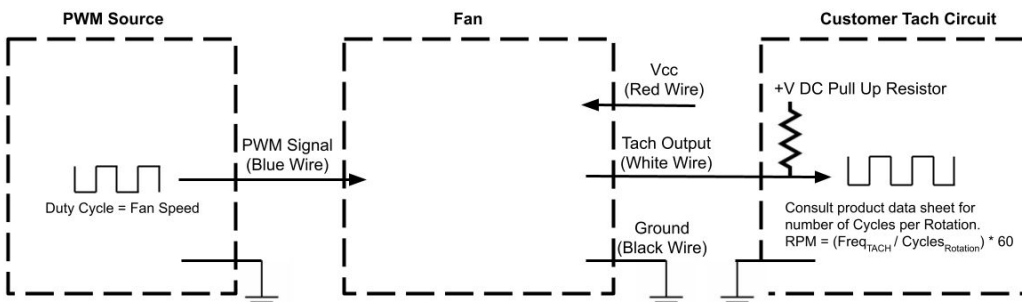 PWM Source
Fan
Customer Tach Circuit
Vcc
(Red Wire)
+V DC Pull Up Resistor
PWM Signal
(Blue Wire)
Tach Output
(White Wire)
Duty Cycle = Fan Speed
Consult product data sheet for
number of Cycles per Rotation.
RPM = (FreqTACH / CyclesRotation) * 60
Ground
(Black Wire)